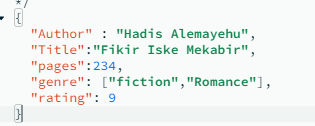 */
{
"Author" : "Hadis Alemayehu",
"Title":"Fikir Iske Mekabir",
"pages":234,
"genre": ["fiction","Romance"],
"rating": 9
}